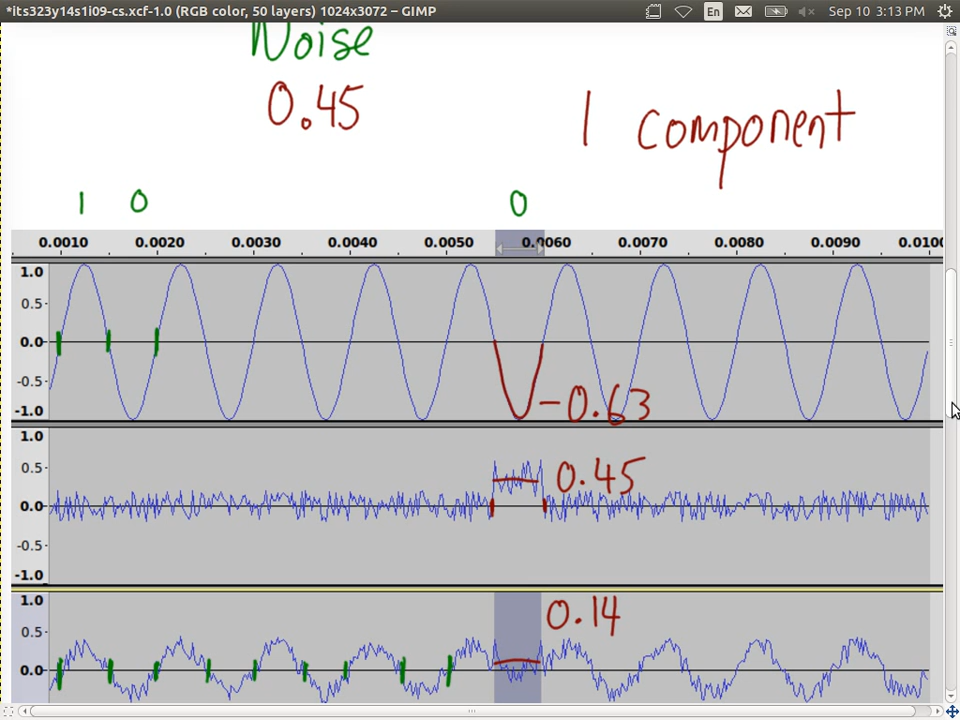 *its323y14s1i09-cs.xcf-1.0 (RGB color, 50 layers) 1024x3072 – GIMP
En
Sep 10 3:13 PM
Noise
0.45
1 component
1 0 0
0.0010 0.0020 0.0030 0.0040 0.0050 0.0060 0.0070 0.0080 0.0090 0.0100
1.0
0.5
0.0
-0.5
-1.0
-0.63
1.0
0.5
0.0
-0.5
-1.0
0.45
1.0
0.5
0.0
0.14